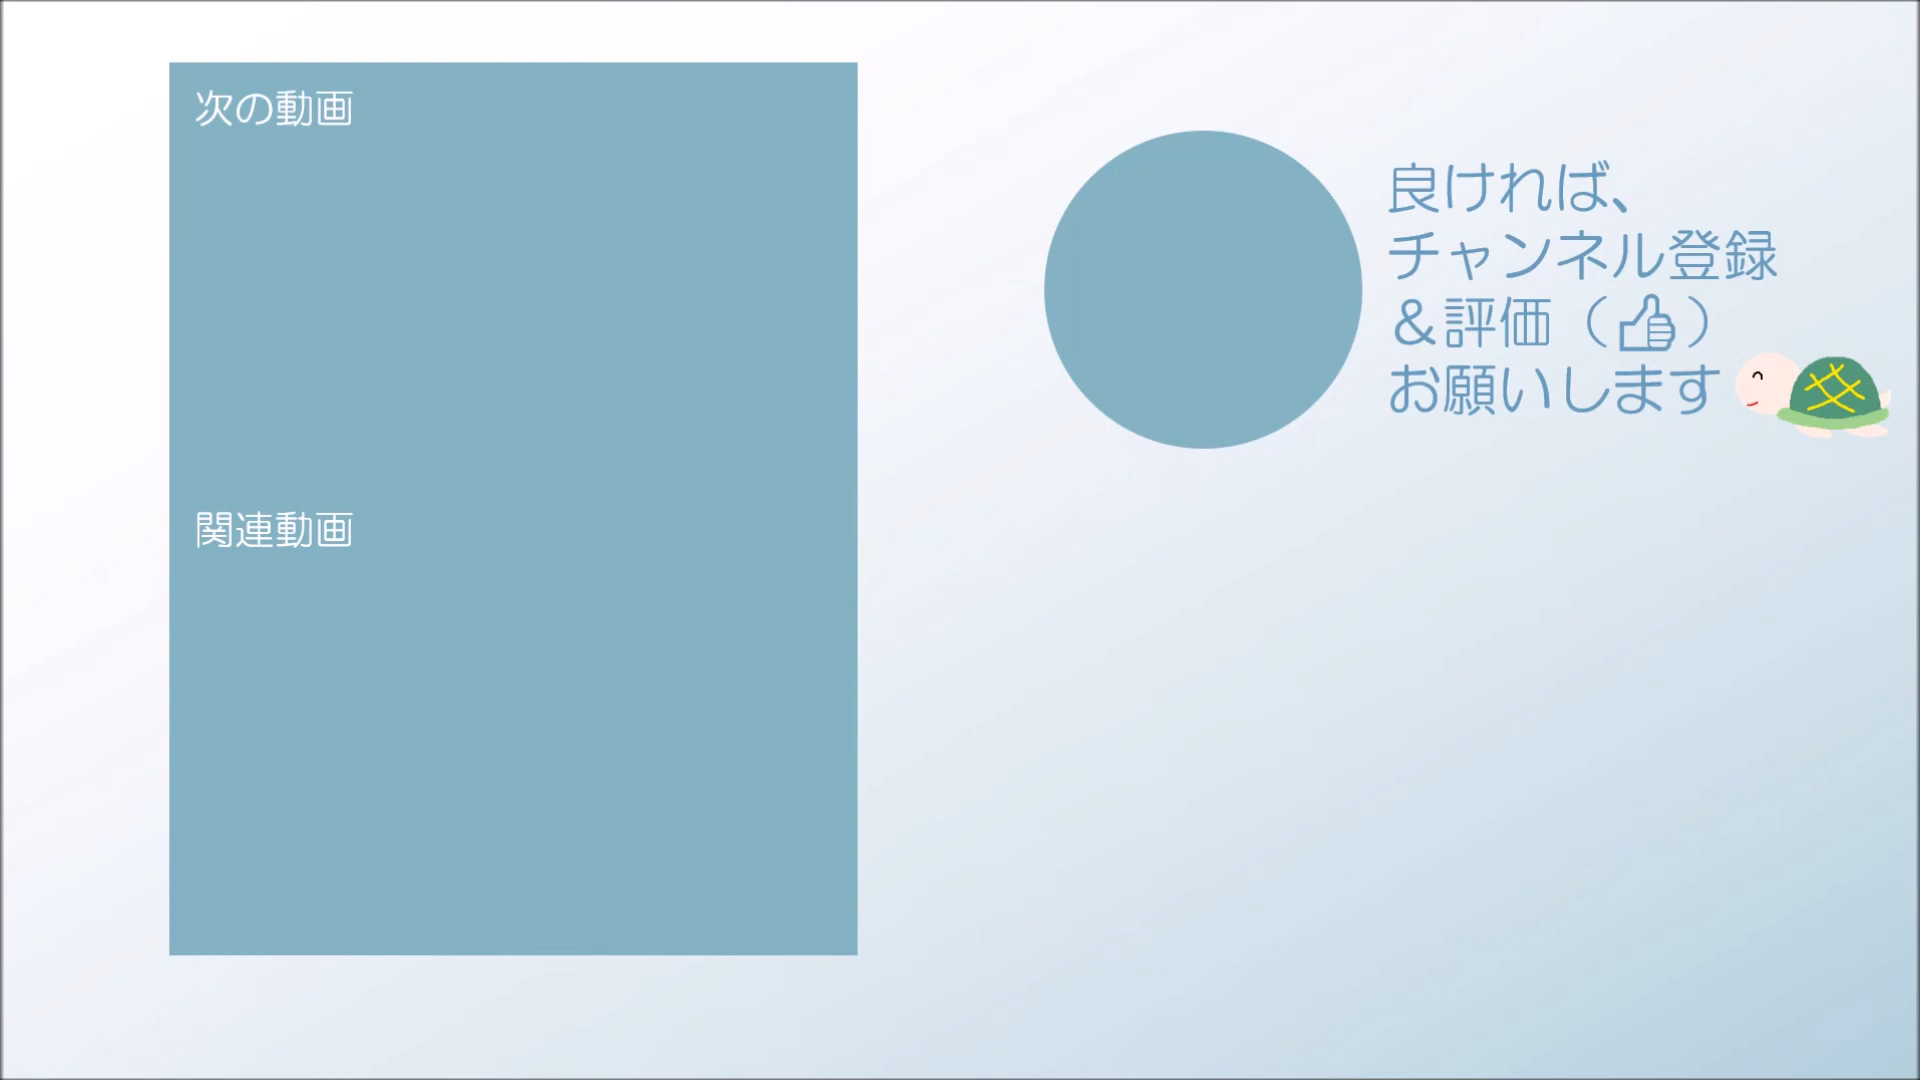 次の動画
関連動画
良ければ、
チャンネル登録
＆評価（👍）
お願いします